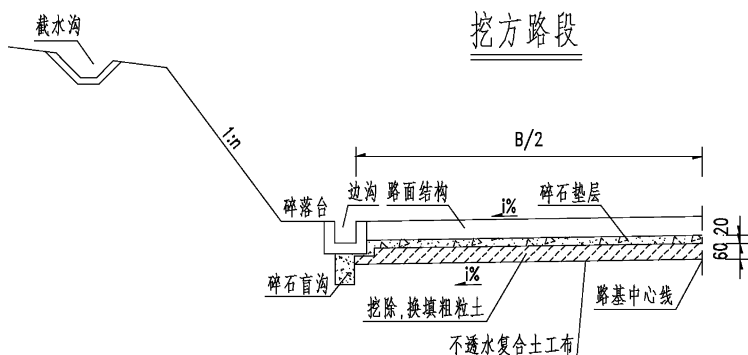 挖方路段
截水沟
1:n
B/2
碎落台
边沟
路面结构
i%
碎石垫层
20
60
碎石盲沟
i%
挖除,换填粗粒土
路基中心线
不透水复合土工布